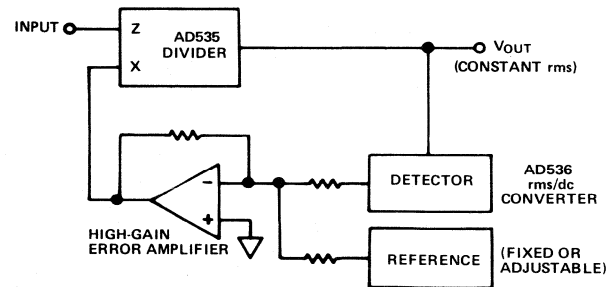 INPUT
Z
X
AD535
DIVIDER
VOUT
(CONSTANT rms)
DETECTOR
AD536
rms/dc
CONVERTER
−
+
HIGH-GAIN
ERROR AMPLIFIER
REFERENCE
(FIXED OR
ADJUSTABLE)